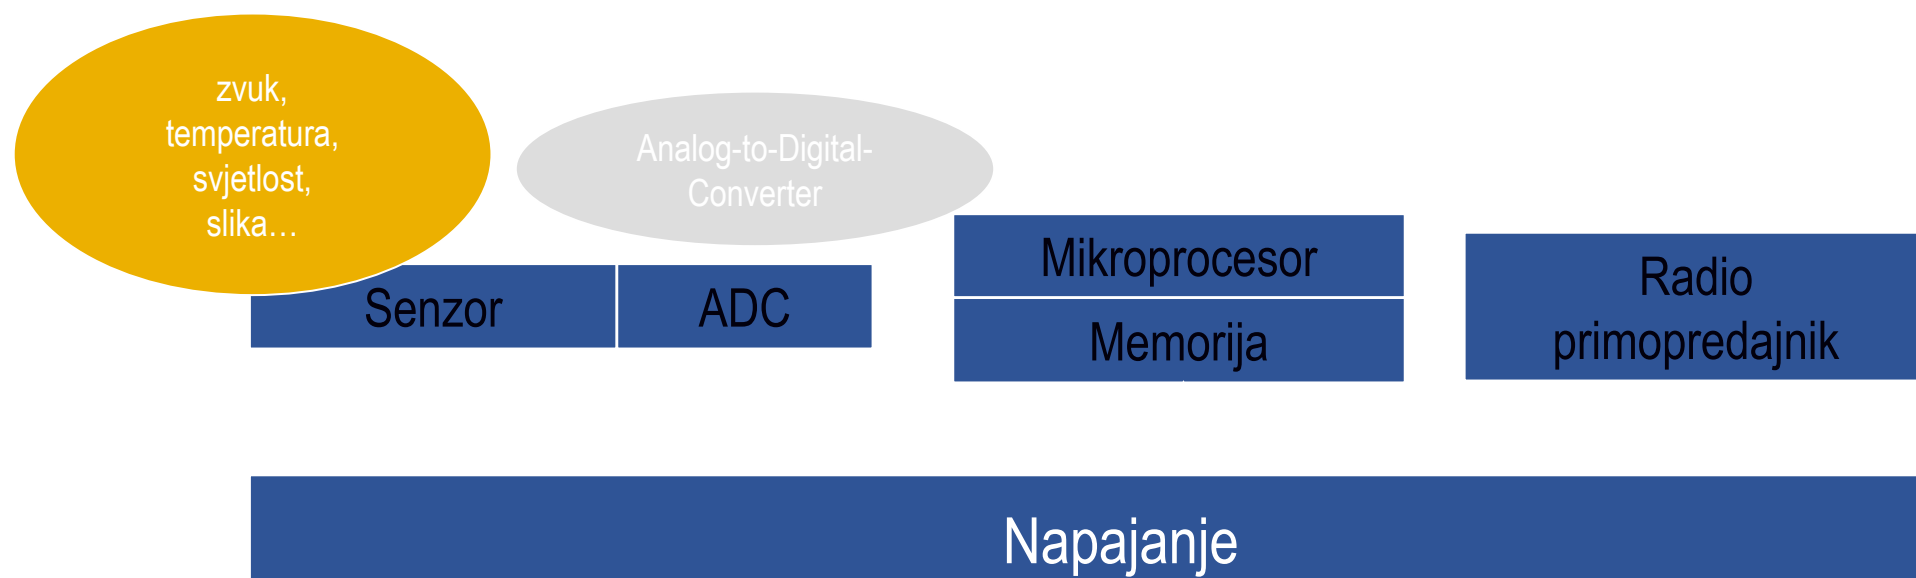 zvuk,
temperatura,
svjetlost,
slika…
Analog-to-Digital-
Converter
Senzor
ADC
Mikroprocesor
Memorija
Radio
primopredajnik
Napajanje